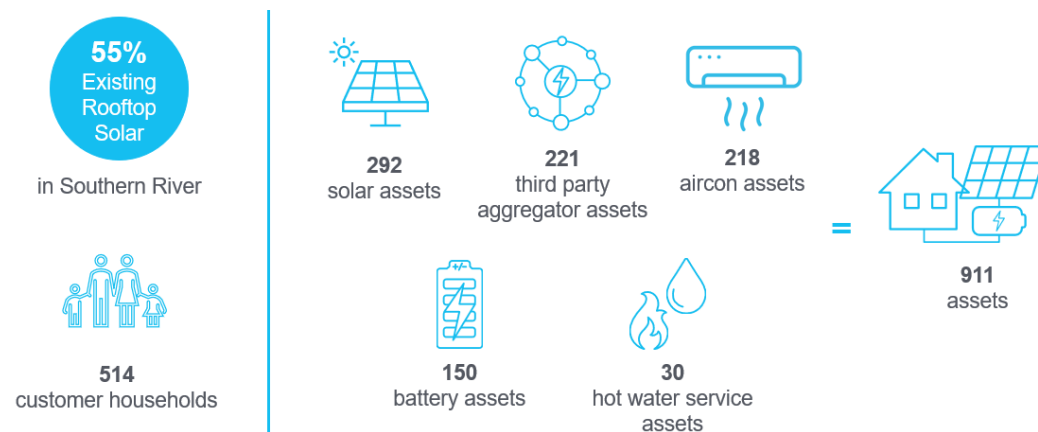 55%
Existing
Rooftop
Solar
in Southern River
514
customer households
292
solar assets
221
third party
aggregator assets
218
aircon assets
+/-
150
battery assets
30
hot water service
assets
=
911
assets